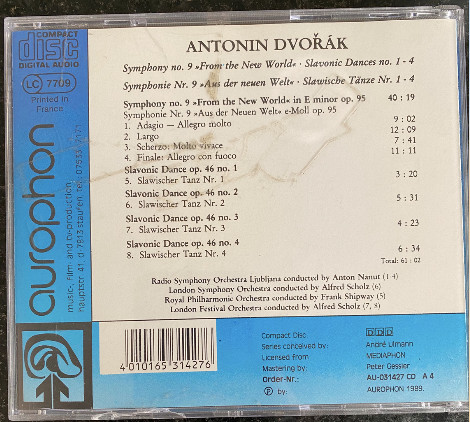 COMPACT
disc
DIGITAL AUDIO
LC 7709
Printed in
France
aurophon
music, film, and tv-production
ANTONIN DVOŘÁK
Symphony no. 9 »From the New World« · Slavonic Dances no. 1 - 4
Symphonie Nr. 9 »Aus der neuen Welt« · Slawische Tänze Nr. 1 - 4
Symphony no. 9 »From the New World« in E minor op. 95 40 : 19
Symphonie Nr. 9 »Aus der neuen Welt« e-Moll op. 95
1. Adagio — Allegro molto 9 : 02
2. Largo 12 : 09
3. Scherzo: Molto vivace 7 : 41
4. Finale: Allegro con fuoco 11 : 11
Slavonic Dance op. 46 no. 1
5. Slawischer Tanz Nr. 1 3 : 20
Slavonic Dance op. 46 no. 2
6. Slawischer Tanz Nr. 2 5 : 31
Slavonic Dance op. 46 no. 3
7. Slawischer Tanz Nr. 3 4 : 23
Slavonic Dance op. 46 no. 4
8. Slawischer Tanz Nr. 4 6 : 34
Total: 61 : 02
Radio Symphony Orchestra Ljubljana conducted by Anton Nanut (1-4)
London Symphony Orchestra conducted by Alfred Scholz (6)
Royal Philharmonic Orchestra conducted by Frank Shipway (5)
London Festival Orchestra conducted by Alfred Scholz (7, 8)
4 010165 314276
Compact Disc DDD
Series conceived by: André Ulmann
Licensed from MEDIAPHON
Mastering by: Peter Gessler
Order-Nr.: AU-031427 CD A 4
Ⓟ by: AUROPHON 1989.